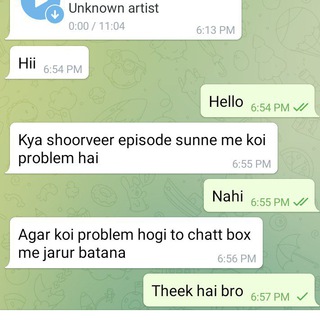 Unknown artist
0:00 / 11:04
6:13 PM
Hii
6:54 PM
Hello
6:54 PM
Kya shoorveer episode sunne me koi
problem hai
6:55 PM
Nahi
6:55 PM
Agar koi problem hogi to chatt box
me jarur batana
6:56 PM
Theek hai bro
6:57 PM